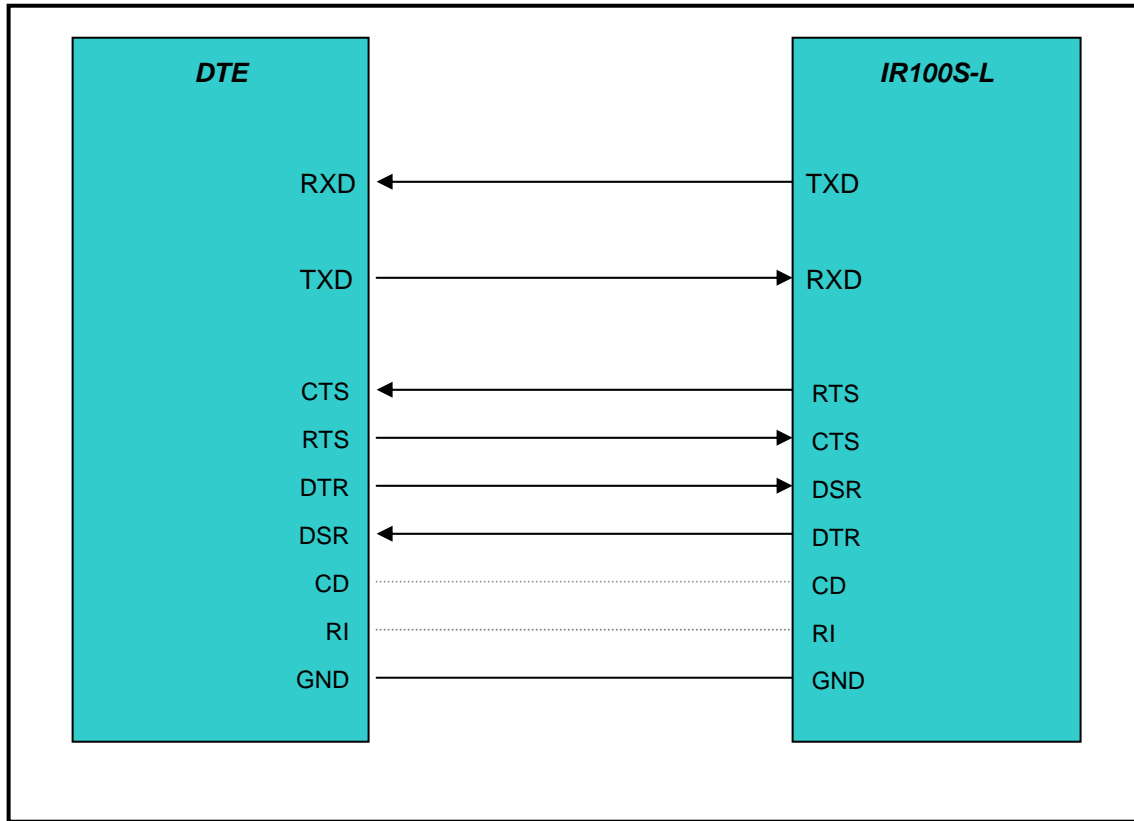 DTE IR100S-L
RXD TXD
TXD RXD
CTS RTS
RTS CTS
DTR DSR
DSR DTR
CD CD
RI RI
GND GND